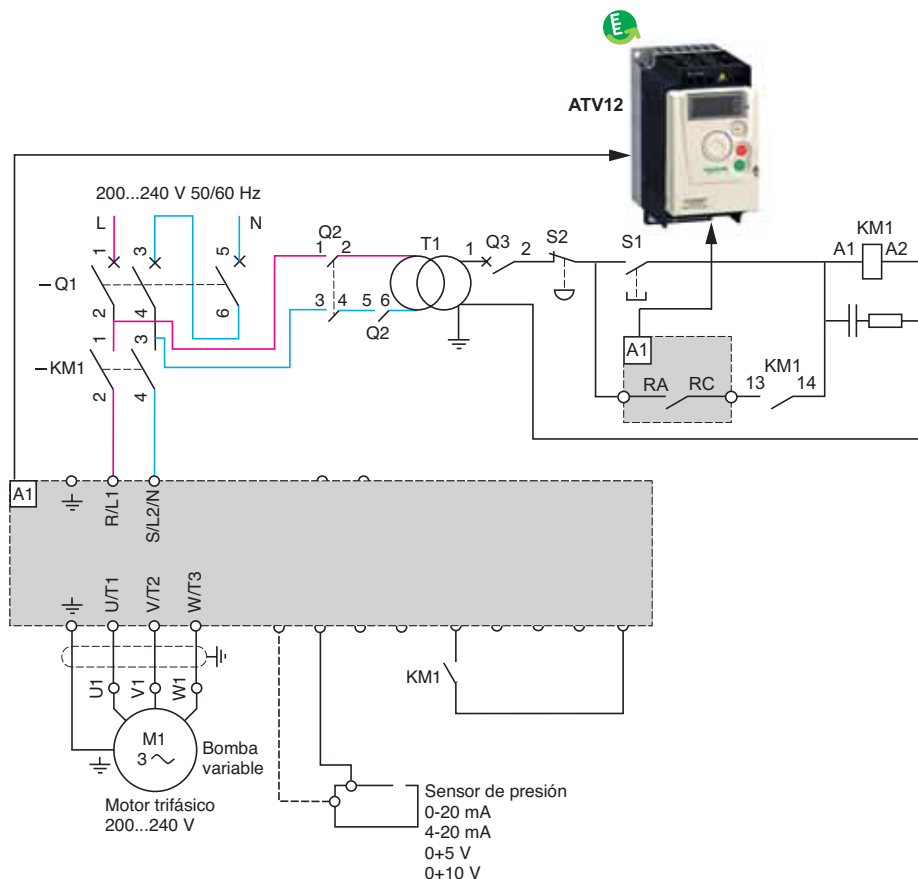 E
ATV12
200...240 V 50/60 Hz
L
N
1
3
5
–Q1
2
4
6
Q2
1
2
3
4
5
6
Q2
T1
1
Q3
2
S2
S1
KM1
A1
A2
1
3
–KM1
2
4
A1
RA
RC
13
KM1
14
A1
R/L1
S/L2/N
U/T1
V/T2
W/T3
U1
V1
W1
M1
3
Bomba
variable
Motor trifásico
200...240 V
KM1
Sensor de presión
0-20 mA
4-20 mA
0+5 V
0+10 V